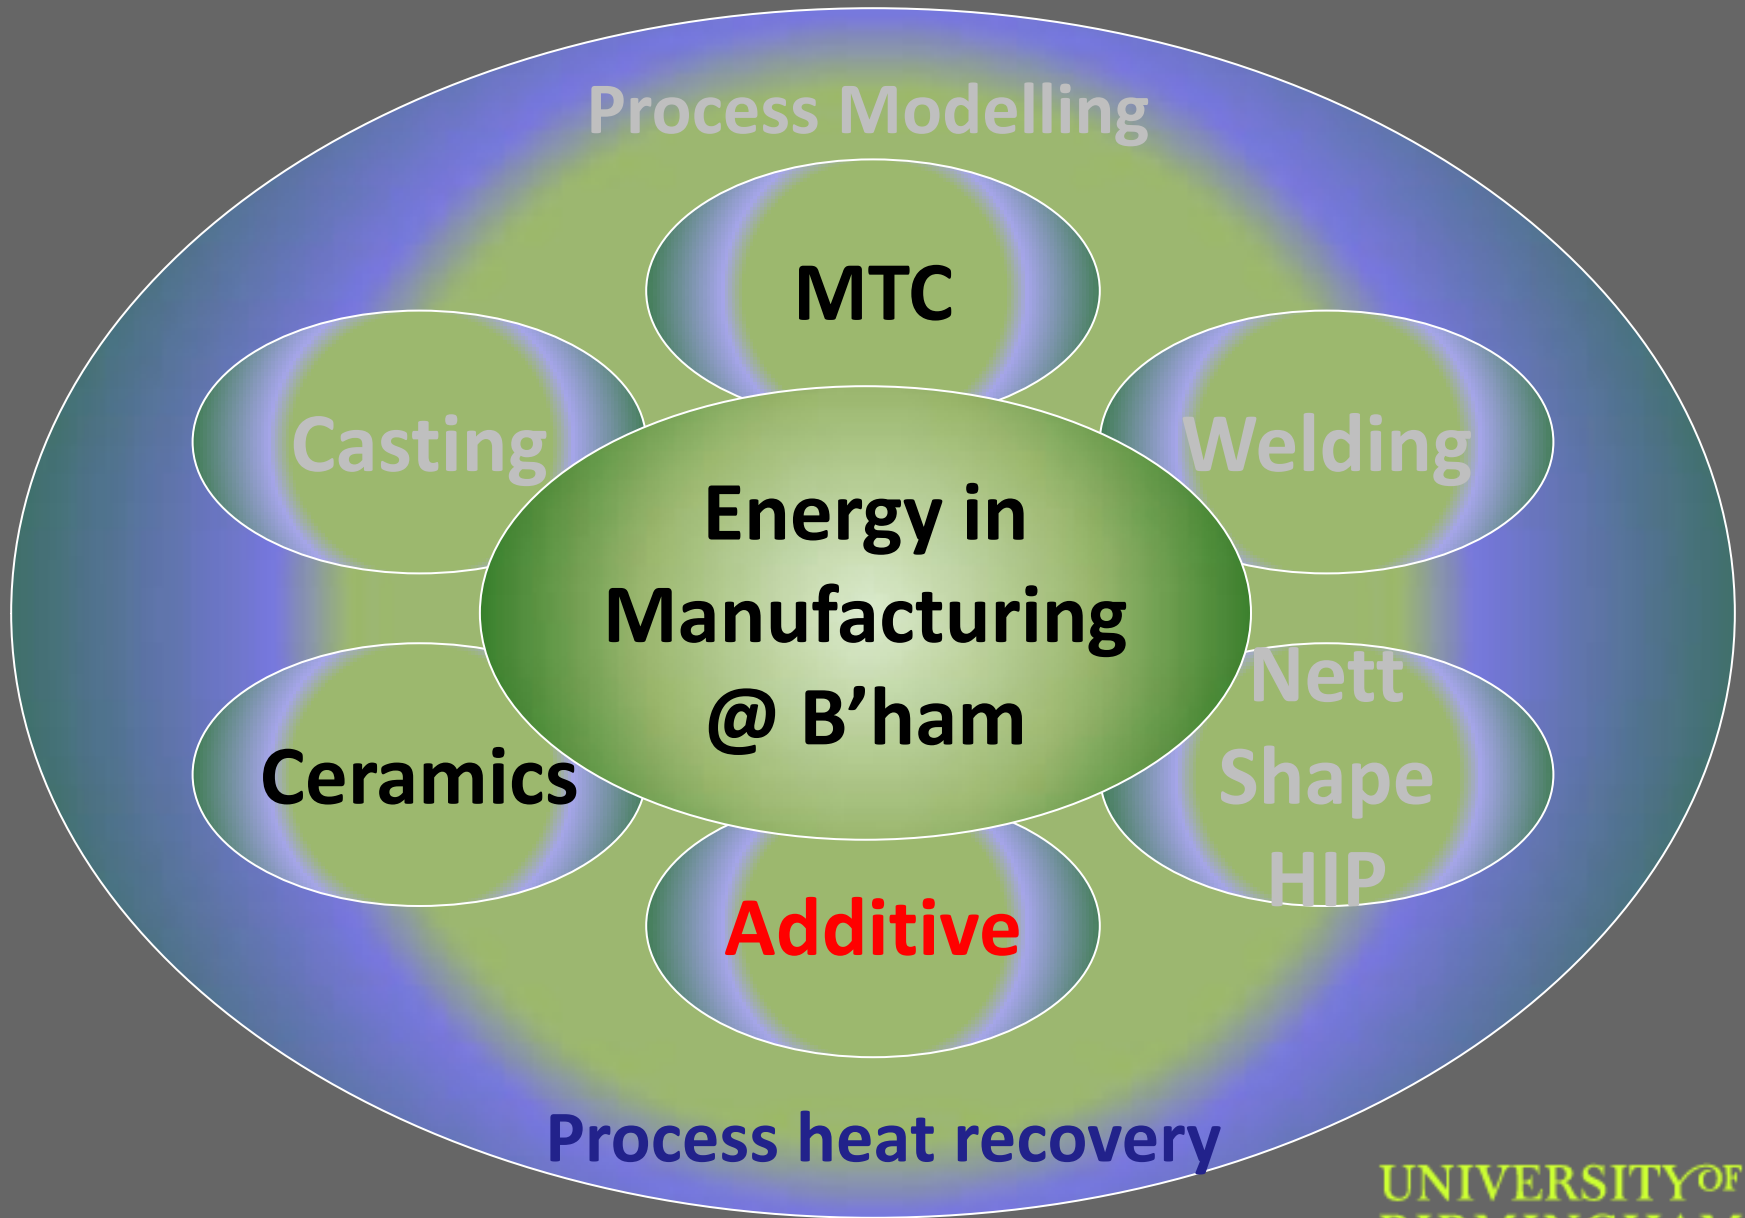 Process Modelling
MTC
Casting
Welding
Energy in
Manufacturing
@ B’ham
Nett
Shape
HIP
Ceramics
Additive
Process heat recovery
UNIVERSITY OF
BIRMINGHAM